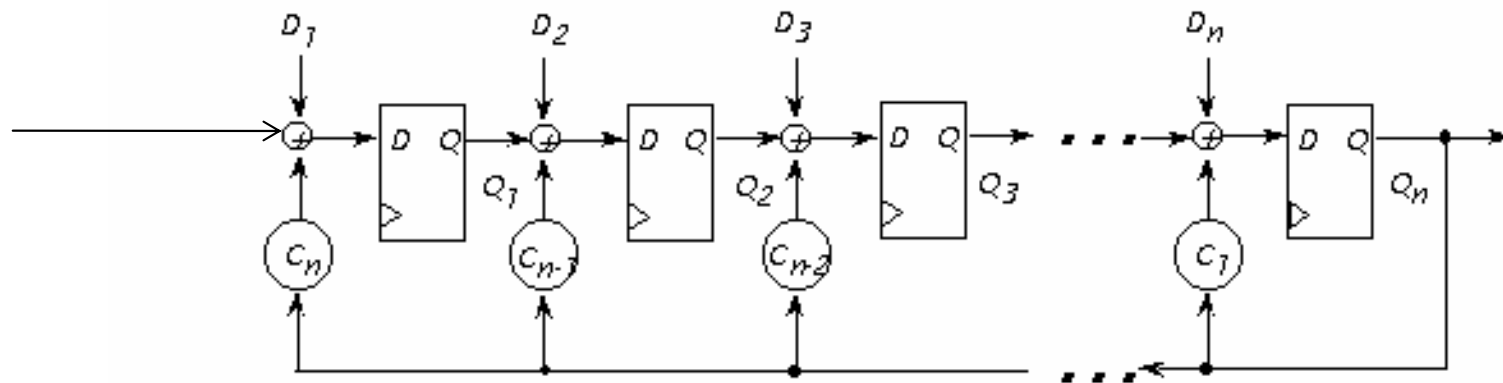 D1 D2 D3 Dn
+ D Q + D Q + D Q ... + D Q
Q1 Q2 Q3 Qn
Cn Cn-1 Cn-2 C1
...